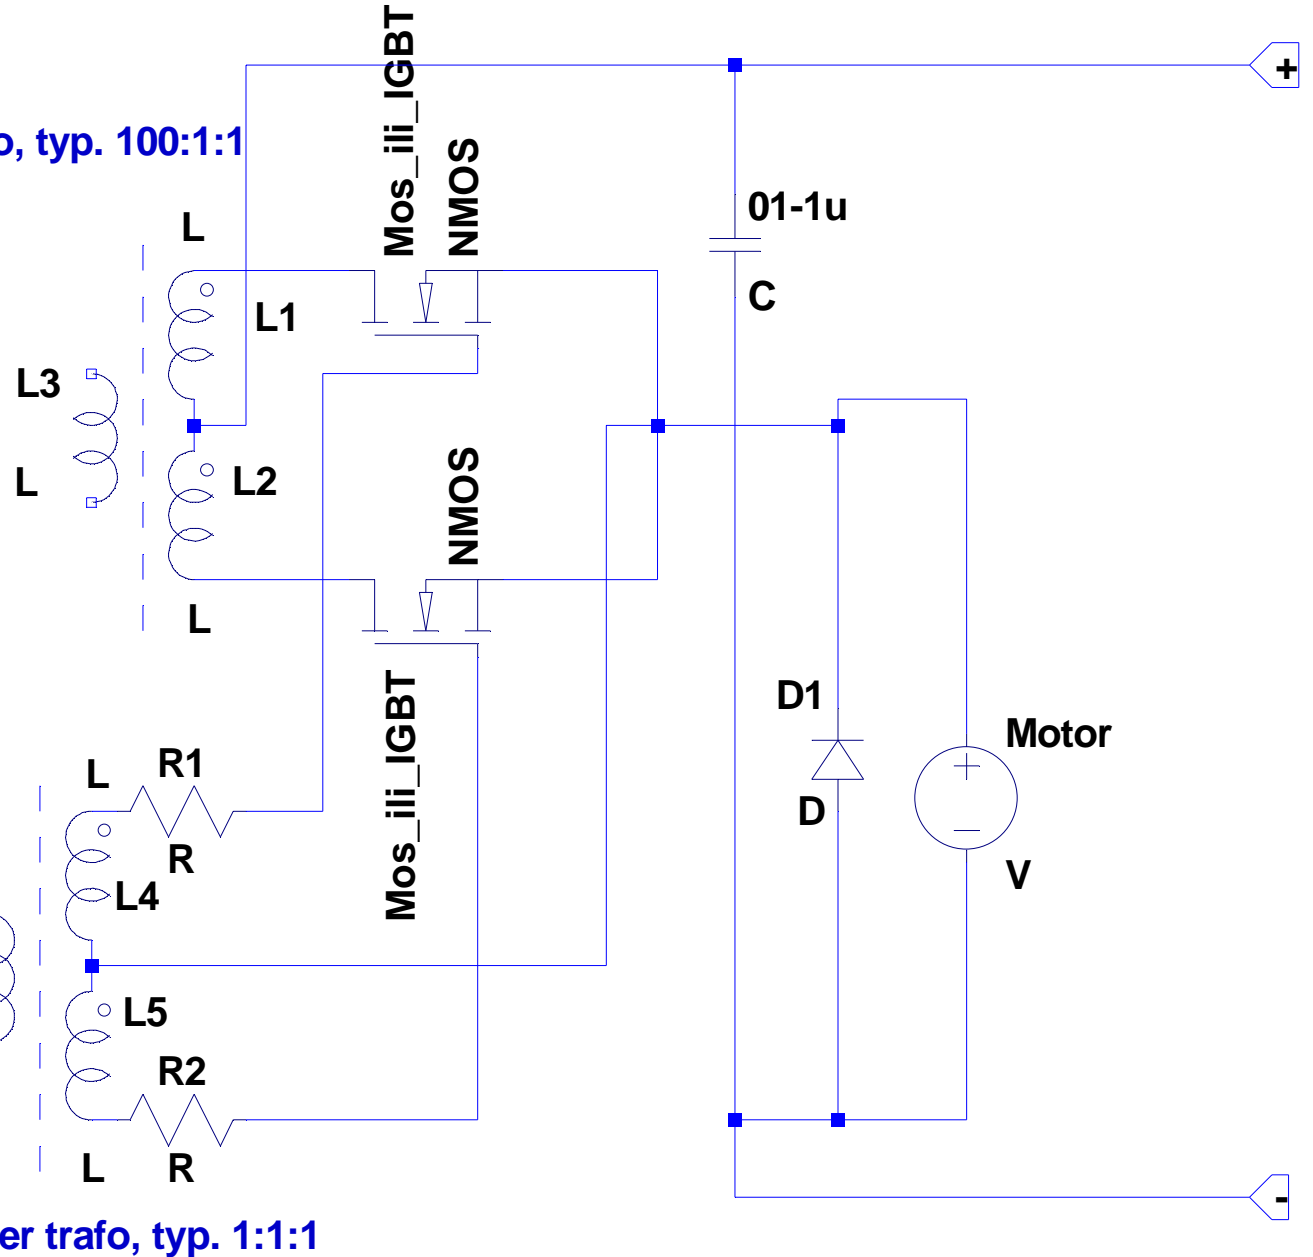 +
Mos_ili_IGBT
NMOS
o, typ. 100:1:1
01-1u
L
C
L1
L3
L
L2
NMOS
L
Mos_ili_IGBT
D1
Motor
D
V
L
R1
R
L4
L5
R2
L
R
-
er trafo, typ. 1:1:1